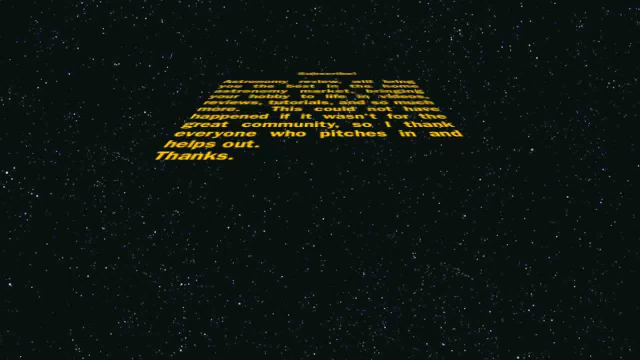 Subscribe!
Astronomy review will bring
you the best in the home
astronomy market, bringing
your hobby to life in videos,
reviews tutorials, and so much
more. This could not have
happened if it wasn't for the
great community, so I thank
everyone who pitches in and
helps out.
Thanks.